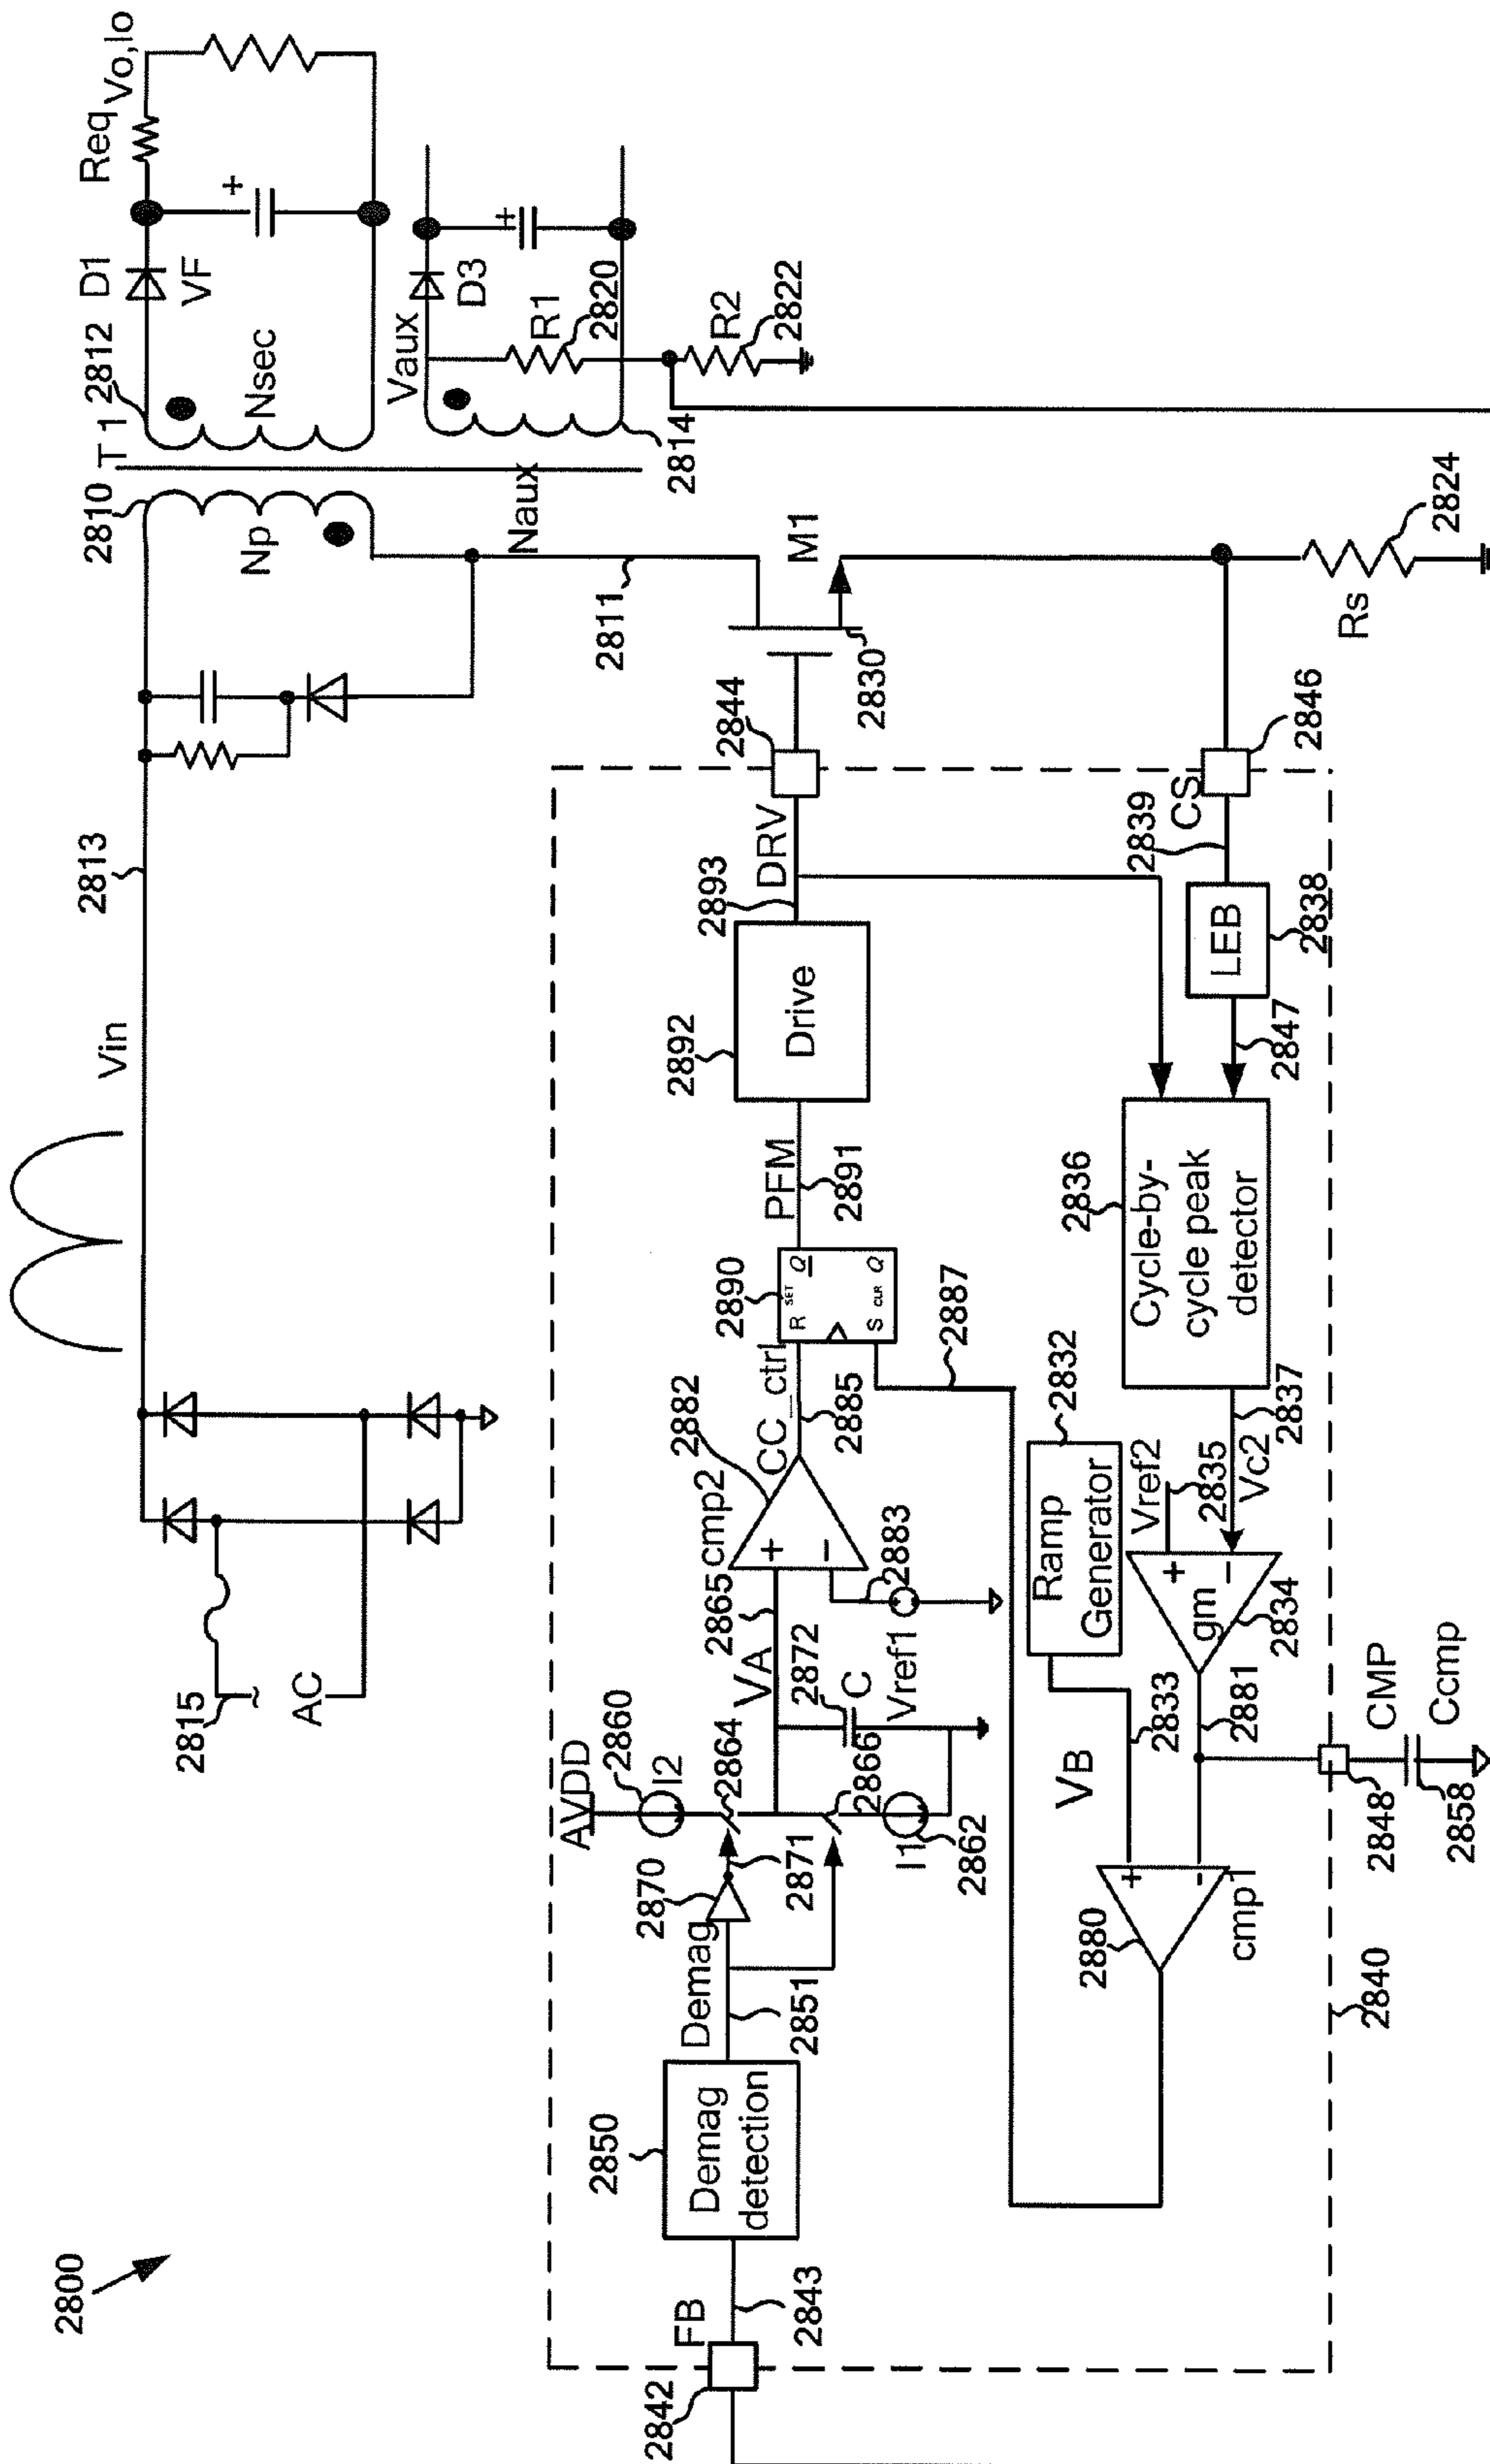 2800
2815
AC
Vin
2813
2810
Np
T 1
2812
Nsec
D1
VF
Req
Vo,Io
Naux
2811
Vaux
D3
R1
2820
R2
2822
2814
M1
2830
Rs
2824
2842
FB
2843
2850
Demag
detection
Demag
2851
2870
2871
AVDD
2860
I2
2864
2866
I1
2862
VA
2865
2872
C
Vref1
2883
cmp2
2882
+
−
CC_ctrl
2885
2890
R
SET
Q
S
CLR
Q
2887
PFM
2891
2892
Drive
2893
DRV
2844
2846
CS
2839
LEB
2838
2847
2836
Cycle-by-
cycle peak
detector
2837
Vc2
Vref2
2835
+
−
gm
2834
2832
Ramp
Generator
2833
VB
2881
2880
+
-
cmp1
2840
2848
CMP
Ccmp
2858
+
+